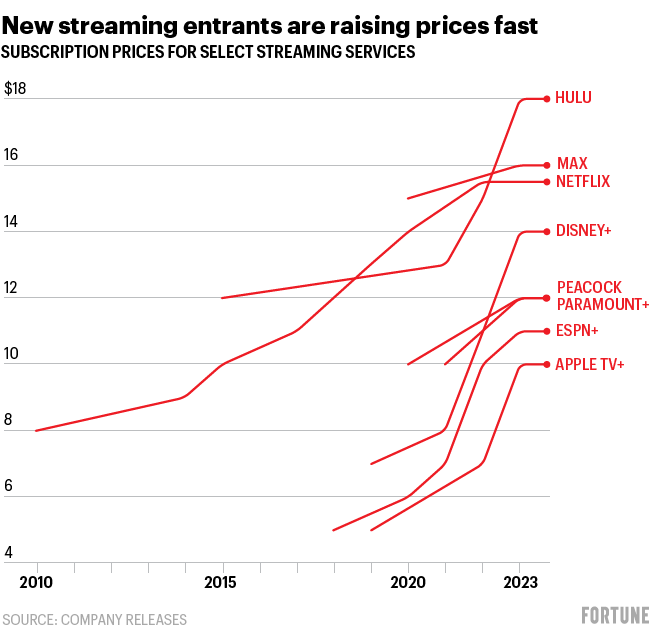 New streaming entrants are raising prices fast
SUBSCRIPTION PRICES FOR SELECT STREAMING SERVICES
$18
HULU
16
MAX
NETFLIX
14
DISNEY+
12
PEACOCK
PARAMOUNT+
ESPN+
10
APPLE TV+
8
6
4
2010
2015
2020
2023
SOURCE: COMPANY RELEASES
FORTUNE